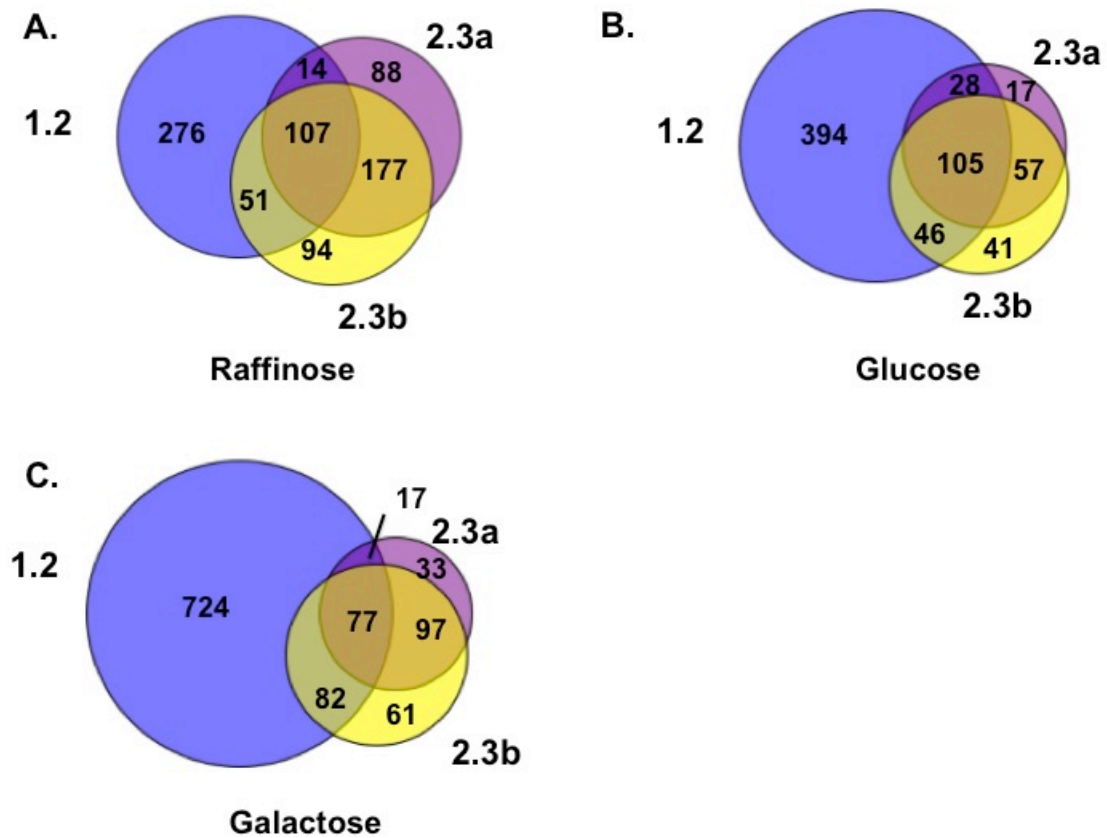 A.
2.3a
14
88
1.2
276
107
177
51
94
2.3b
Raffinose
B.
2.3a
28
17
1.2
394
105
57
46
41
2.3b
Glucose
C.
17
2.3a
1.2
33
724
77
97
82
61
2.3b
Galactose